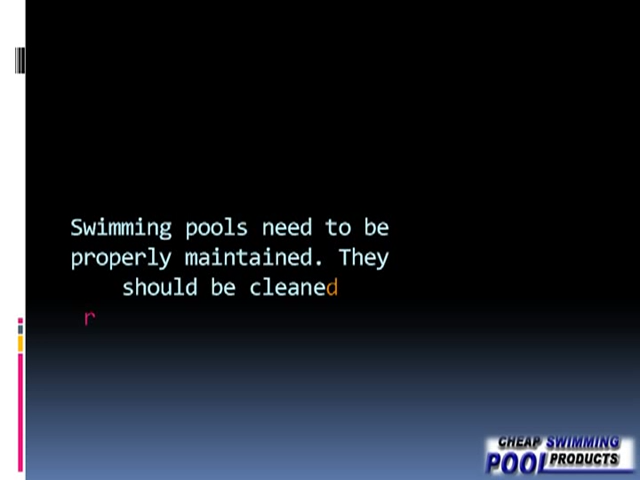 Swimming pools need to be
properly maintained. They
should be cleaned
r
CHEAP SWIMMING
POOL PRODUCTS